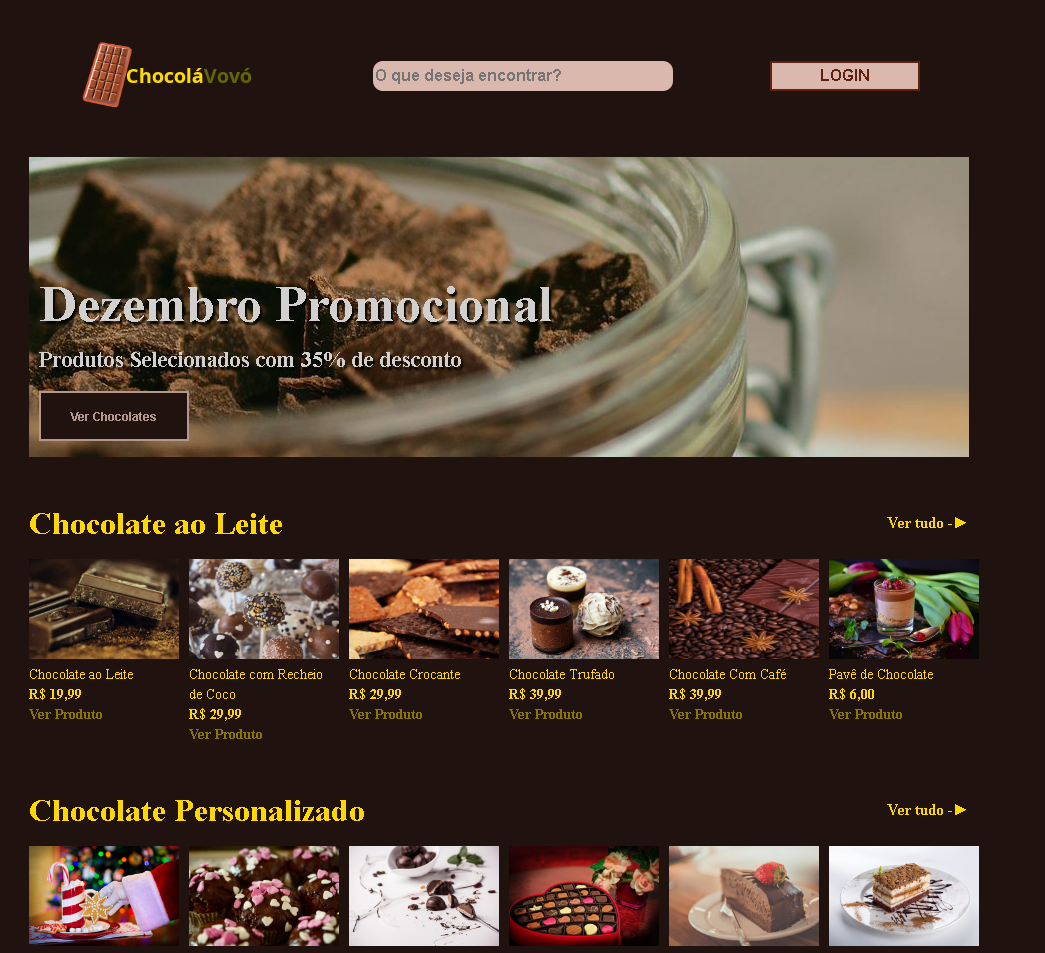 ChocoláVovó
O que deseja encontrar?
LOGIN
Dezembro Promocional
Produtos Selecionados com 35% de desconto
Ver Chocolates
Chocolate ao Leite
Ver tudo -►
Chocolate ao Leite
R$ 19,99
Ver Produto
Chocolate com Recheio
de Coco
R$ 29,99
Ver Produto
Chocolate Crocante
R$ 29,99
Ver Produto
Chocolate Trufado
R$ 39,99
Ver Produto
Chocolate Com Café
R$ 39,99
Ver Produto
Pavê de Chocolate
R$ 6,00
Ver Produto
Chocolate Personalizado
Ver tudo -►